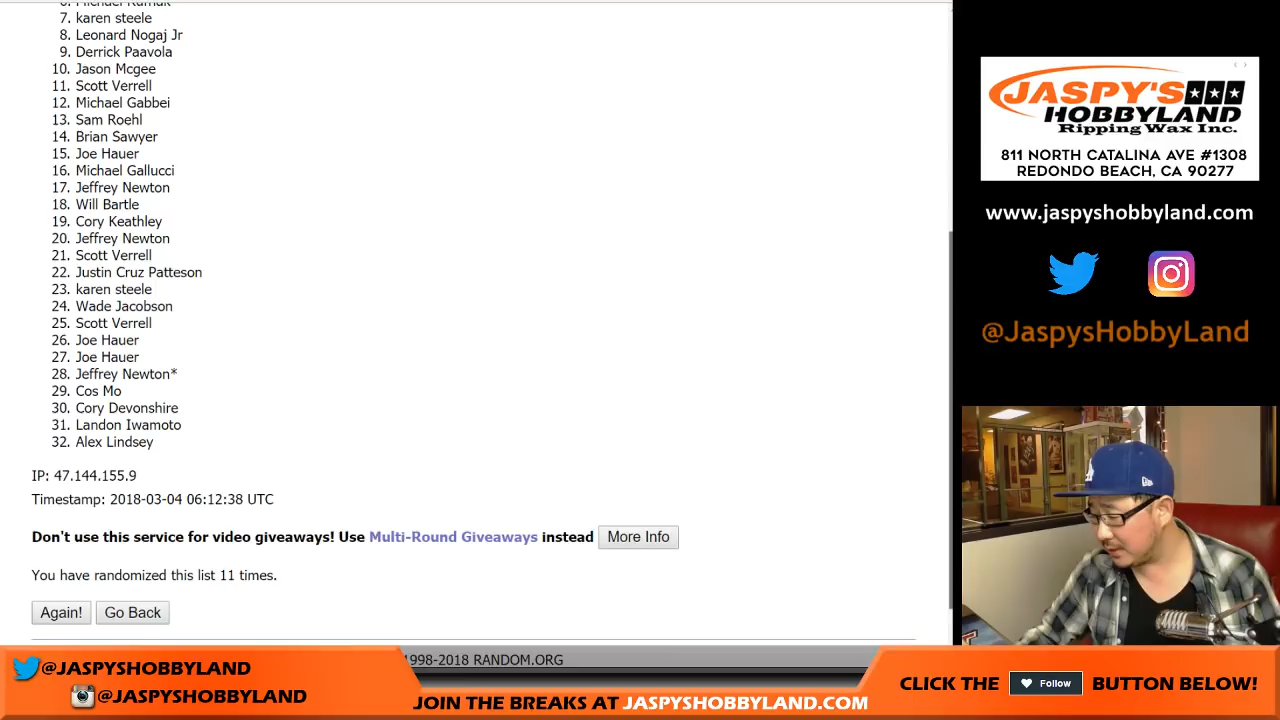 7. karen steele
8. Leonard Nogaj Jr
9. Derrick Paavola
10. Jason Mcgee
11. Scott Verrell
12. Michael Gabbei
13. Sam Roehl
14. Brian Sawyer
15. Joe Hauer
16. Michael Gallucci
17. Jeffrey Newton
18. Will Bartle
19. Cory Keathley
20. Jeffrey Newton
21. Scott Verrell
22. Justin Cruz Patteson
23. karen steele
24. Wade Jacobson
25. Scott Verrell
26. Joe Hauer
27. Joe Hauer
28. Jeffrey Newton*
29. Cos Mo
30. Cory Devonshire
31. Landon Iwamoto
32. Alex Lindsey
IP: 47.144.155.9
Timestamp: 2018-03-04 06:12:38 UTC
Don't use this service for video giveaways! Use Multi-Round Giveaways instead More Info
You have randomized this list 11 times.
Again! Go Back
1998-2018 RANDOM.ORG
JASPY'S
HOBBYLAND
Ripping Wax Inc.
811 NORTH CATALINA AVE #1308
REDONDO BEACH, CA 90277
www.jaspyshobbyland.com
@JaspysHobbyLand
@JASPYSHOBBYLAND
@JASPYSHOBBYLAND
JOIN THE BREAKS AT JASPYSHOBBYLAND.COM
CLICK THE Follow BUTTON BELOW!